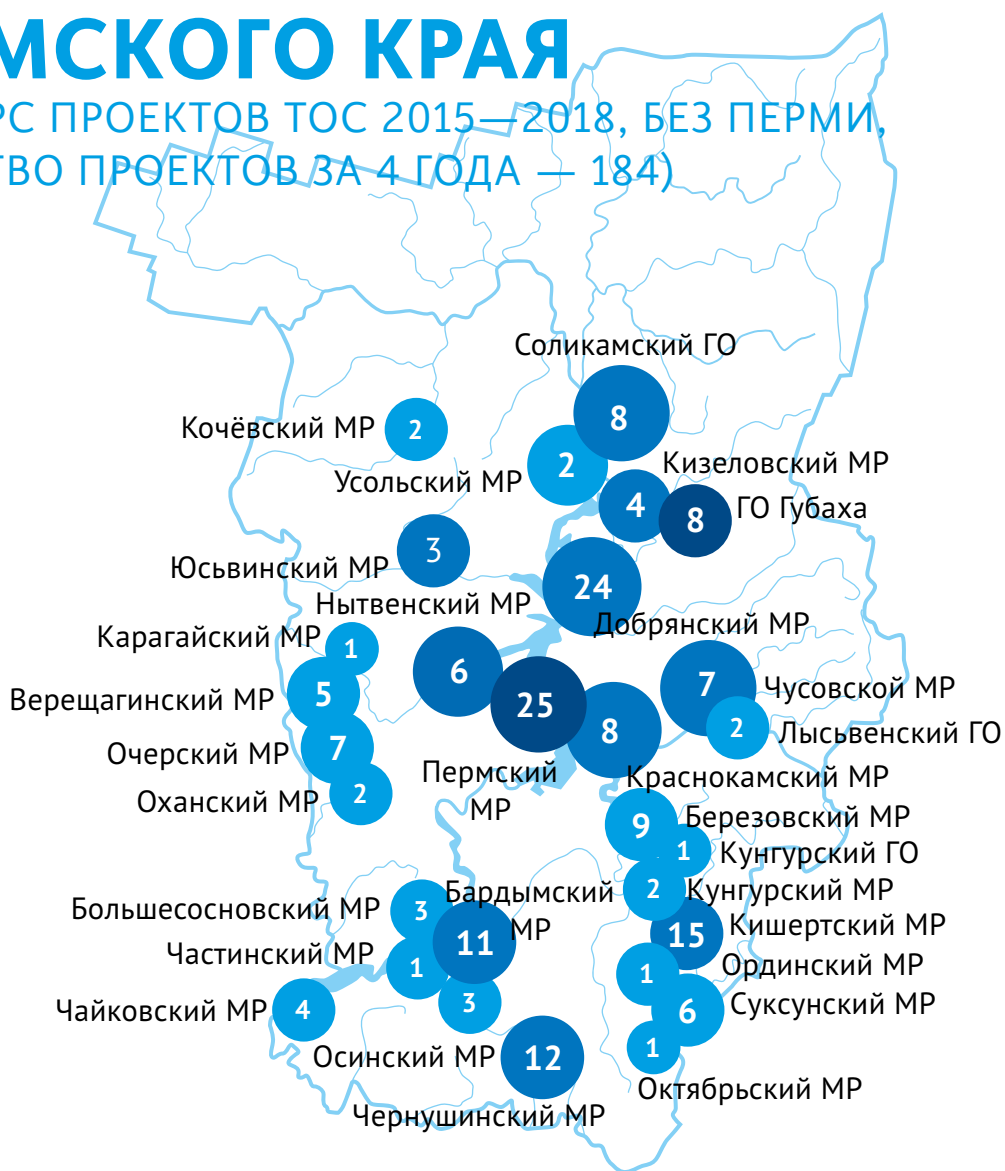 МСКОГО КРАЯ
РС ПРОЕКТОВ ТОС 2015—2018, БЕЗ ПЕРМИ,
ТВО ПРОЕКТОВ ЗА 4 ГОДА — 184)
Соликамский ГО
8
Кочёвский МР
2
Усольский МР
2
Кизеловский МР
4
8
ГО Губаха
Юсьвинский МР
3
Нытвенский МР
24
Добрянский МР
Карагайский МР
1
6
Верещагинский МР
5
25
8
7
Чусовской МР
2
Лысьвенский ГО
Очерский МР
7
Пермский
МР
Краснокамский МР
Оханский МР
2
9
Березовский МР
1
Кунгурский ГО
2
Кунгурский МР
Большесосновский МР
3
Бардымский
МР
11
15
Кишертский МР
Частинский МР
1
1
Ординский МР
Чайковский МР
4
3
6
Суксунский МР
Осинский МР
12
1
Октябрьский МР
Чернушинский МР